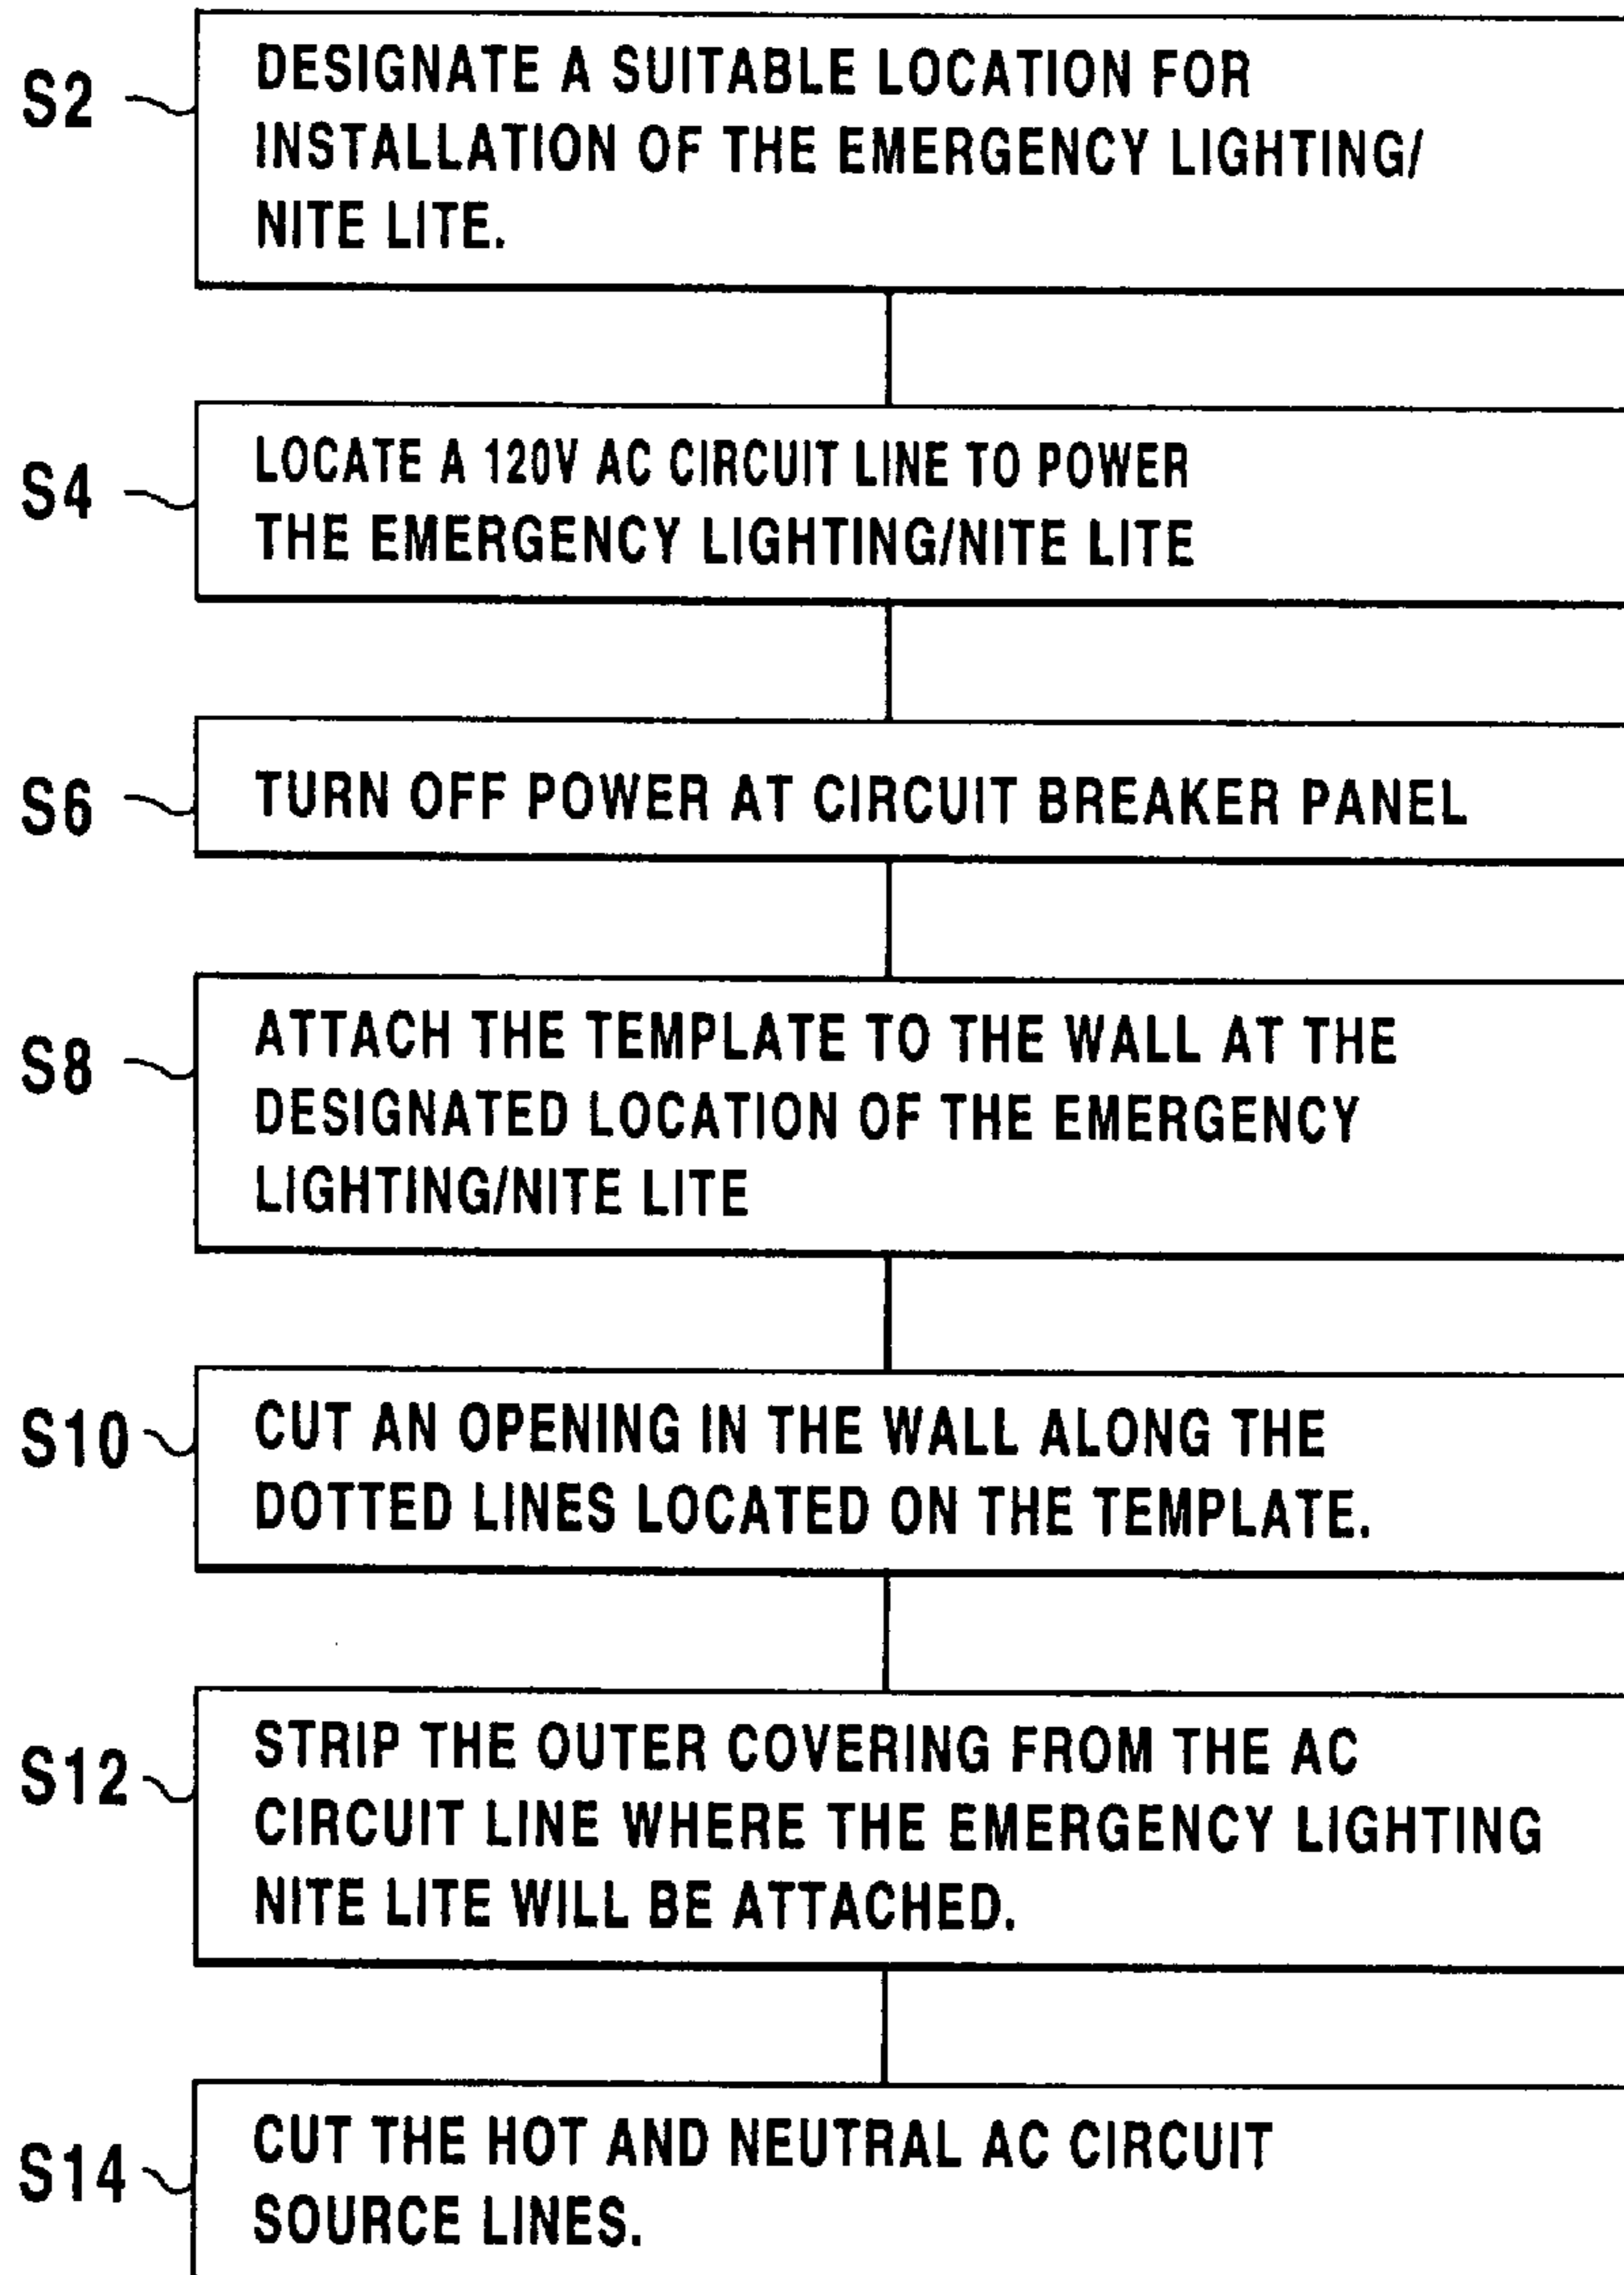 S2
DESIGNATE A SUITABLE LOCATION FOR
INSTALLATION OF THE EMERGENCY LIGHTING/
NITE LITE.
S4
LOCATE A 120V AC CIRCUIT LINE TO POWER
THE EMERGENCY LIGHTING/NITE LITE
S6
TURN OFF POWER AT CIRCUIT BREAKER PANEL
S8
ATTACH THE TEMPLATE TO THE WALL AT THE
DESIGNATED LOCATION OF THE EMERGENCY
LIGHTING/NITE LITE
S10
CUT AN OPENING IN THE WALL ALONG THE
DOTTED LINES LOCATED ON THE TEMPLATE.
S12
STRIP THE OUTER COVERING FROM THE AC
CIRCUIT LINE WHERE THE EMERGENCY LIGHTING
NITE LITE WILL BE ATTACHED.
S14
CUT THE HOT AND NEUTRAL AC CIRCUIT
SOURCE LINES.